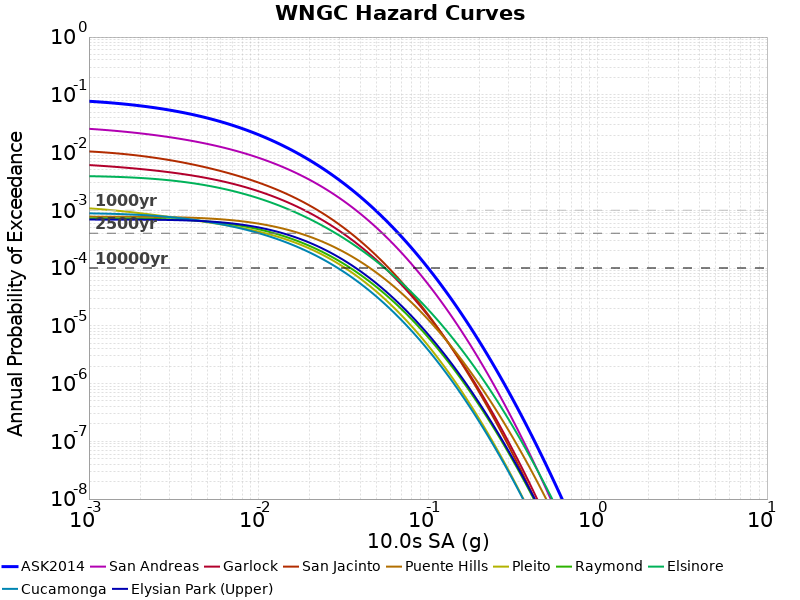 WNGC Hazard Curves
Annual Probability of Exceedance
10^0
10^-1
10^-2
10^-3
10^-4
10^-5
10^-6
10^-7
10^-8
1000yr
2500yr
10000yr
10^-3
10^-2
10^-1
10^0
10^1
10.0s SA (g)
ASK2014 San Andreas Garlock San Jacinto Puente Hills Pleito Raymond Elsinore
Cucamonga Elysian Park (Upper)